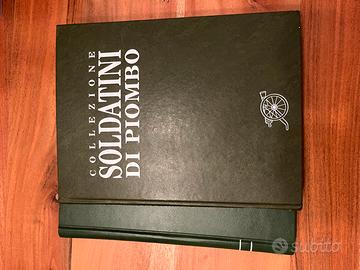 COLLEZIONE
SOLDATINI
DI PIOMBO
subito